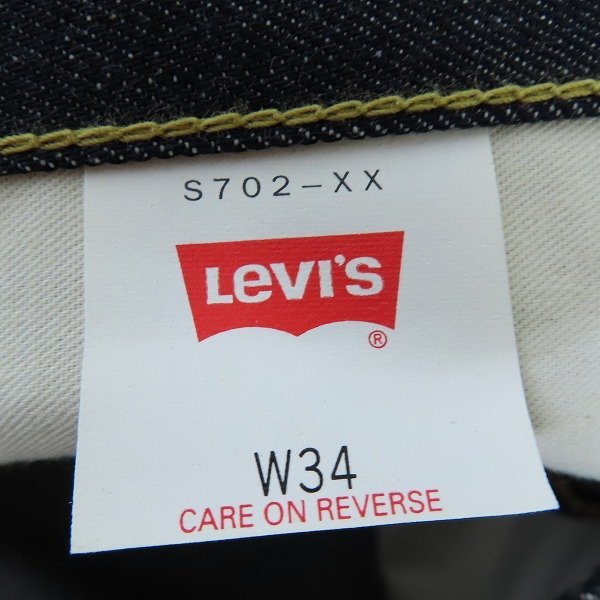 S702-XX
LEVI'S
®
W34
CARE ON REVERSE